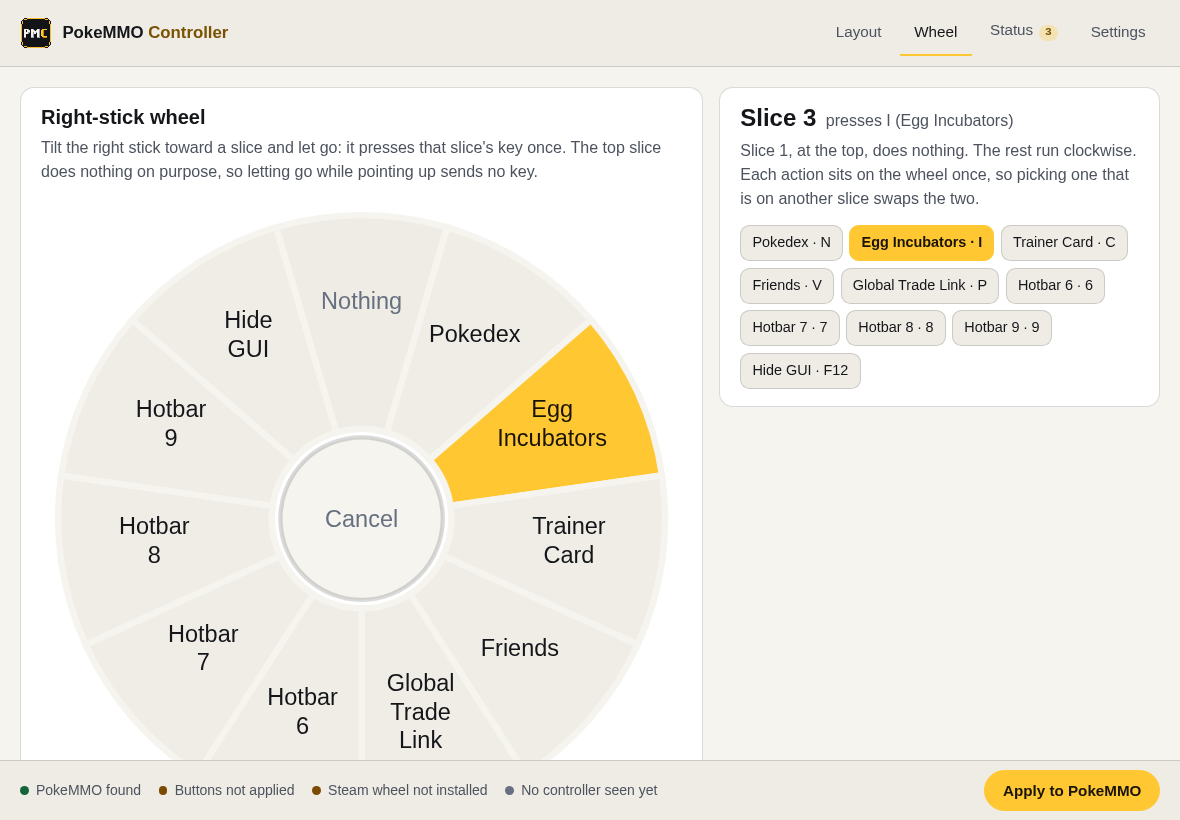 PMC PokeMMO Controller
Layout Wheel Status 3 Settings
Right-stick wheel
Tilt the right stick toward a slice and let go: it presses that slice's key once. The top slice
does nothing on purpose, so letting go while pointing up sends no key.
Nothing
Pokedex
Egg
Incubators
Trainer
Card
Friends
Global
Trade
Link
Hotbar
6
Hotbar
7
Hotbar
8
Hotbar
9
Hide
GUI
Cancel
Slice 3 presses I (Egg Incubators)
Slice 1, at the top, does nothing. The rest run clockwise.
Each action sits on the wheel once, so picking one that
is on another slice swaps the two.
Pokedex · N Egg Incubators · I Trainer Card · C
Friends · V Global Trade Link · P Hotbar 6 · 6
Hotbar 7 · 7 Hotbar 8 · 8 Hotbar 9 · 9
Hide GUI · F12
PokeMMO found Buttons not applied Steam wheel not installed No controller seen yet
Apply to PokeMMO